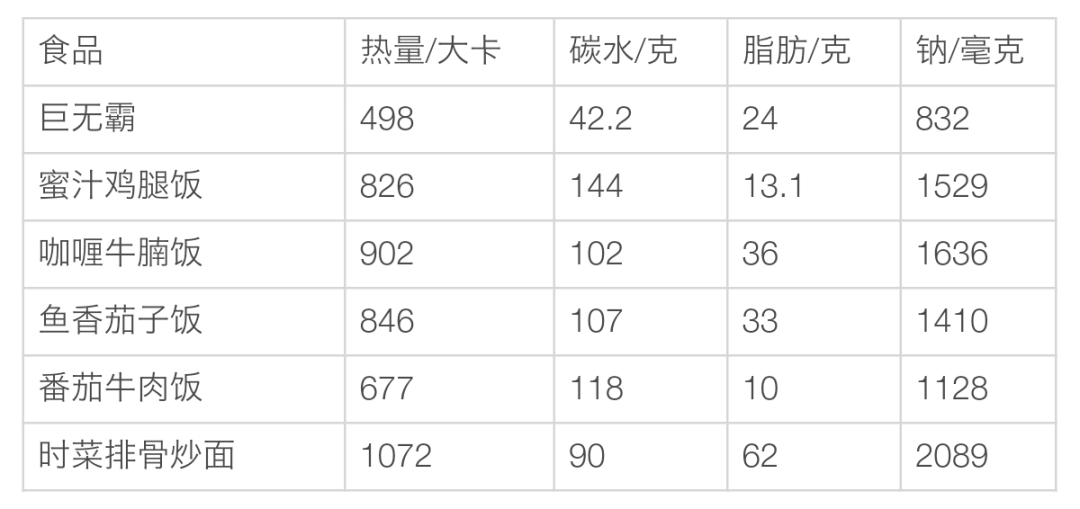 食品 热量/大卡 碳水/克 脂肪/克 钠/毫克
巨无霸 498 42.2 24 832
蜜汁鸡腿饭 826 144 13.1 1529
咖喱牛腩饭 902 102 36 1636
鱼香茄子饭 846 107 33 1410
番茄牛肉饭 677 118 10 1128
时菜排骨炒面 1072 90 62 2089